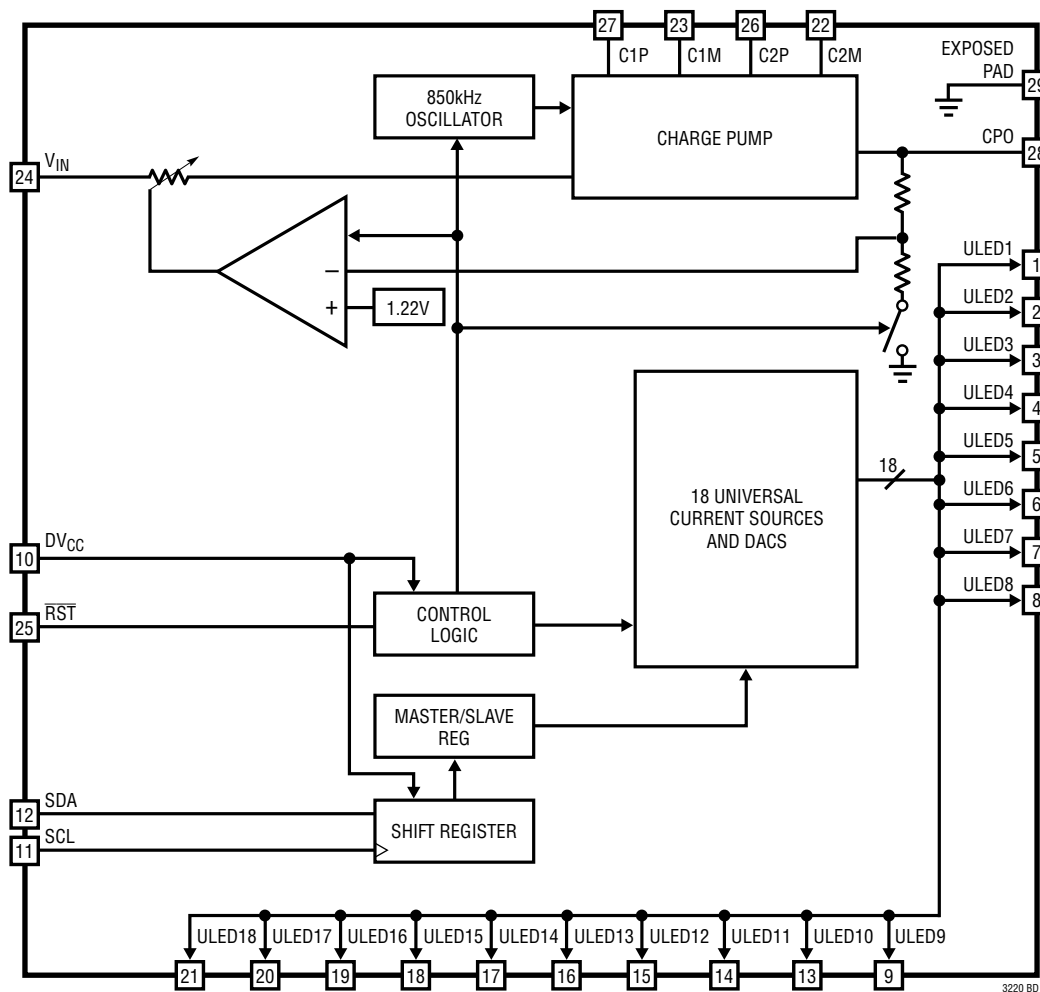 27 23 26 22
C1P C1M C2P C2M
EXPOSED
PAD
29
850kHz
OSCILLATOR
CHARGE PUMP
CPO
28
24
VIN
ULED1
1
−
+
1.22V
ULED2
2
ULED3
3
ULED4
4
ULED5
5
18
ULED6
6
18 UNIVERSAL
CURRENT SOURCES
AND DACS
ULED7
7
10
DVCC
ULED8
8
25
RST
CONTROL
LOGIC
MASTER/SLAVE
REG
12
SDA
SHIFT REGISTER
11
SCL
ULED18 ULED17 ULED16 ULED15 ULED14 ULED13 ULED12 ULED11 ULED10 ULED9
21 20 19 18 17 16 15 14 13 9
3220 BD